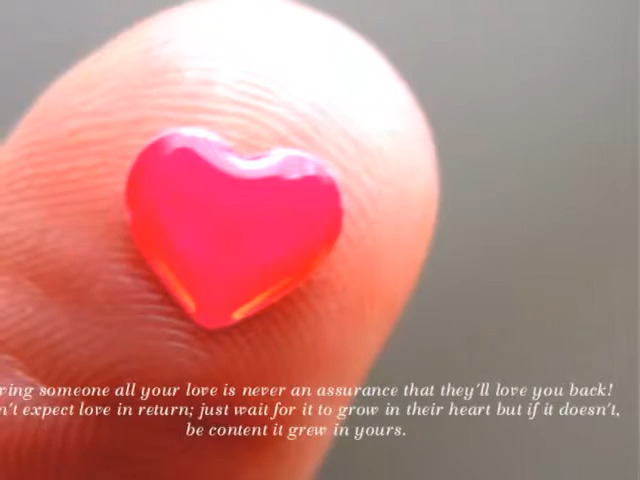 ving someone all your love is never an assurance that they'll love you back!
n't expect love in return; just wait for it to grow in their heart but if it doesn't,
be content it grew in yours.